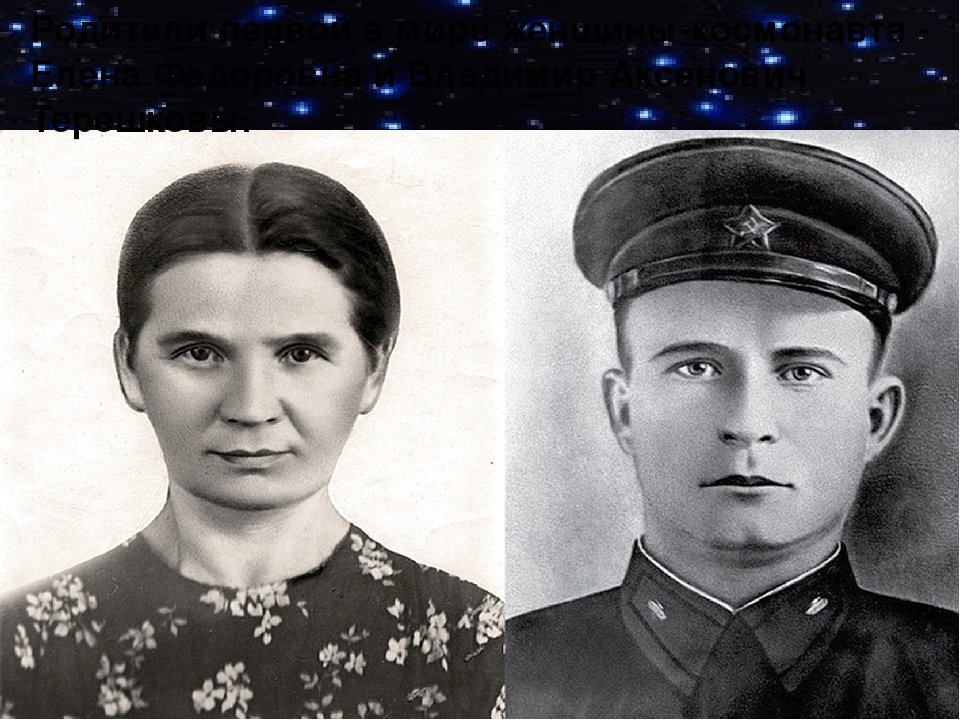 Родители первой в мире женщины-космонавта -
Елена Федоровна и Владимир Аксенович
Терешковы.